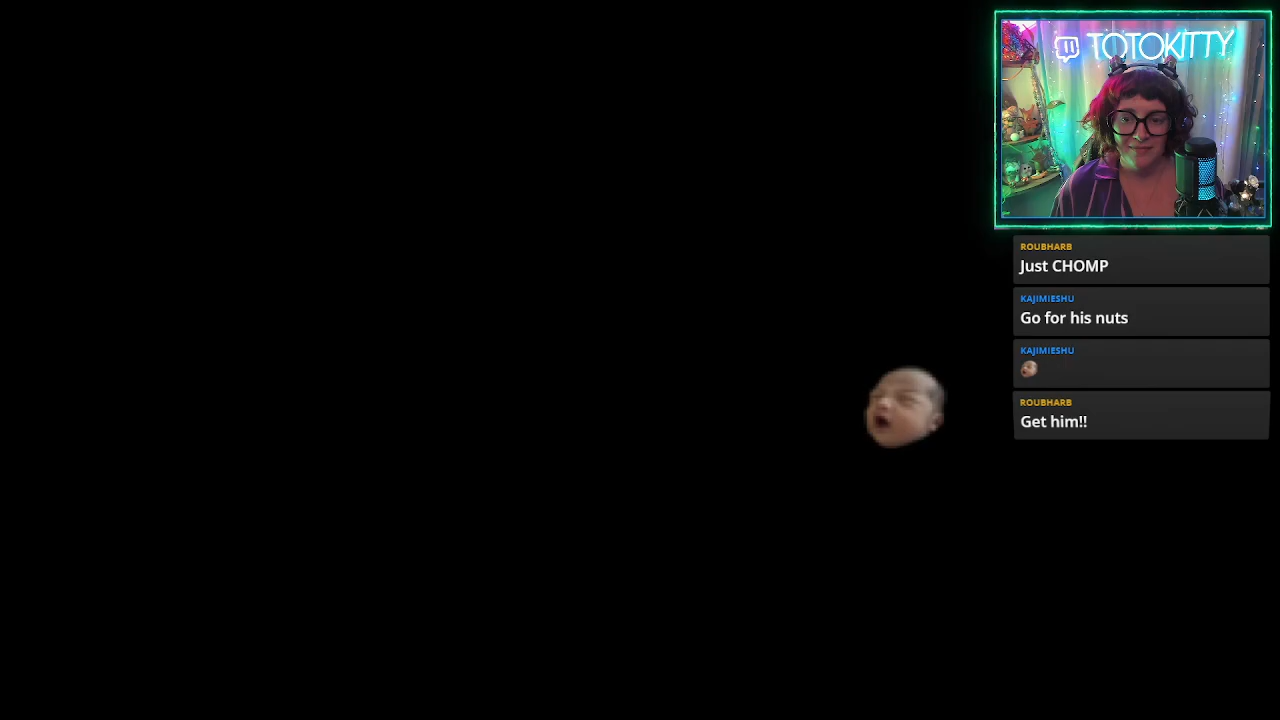 TOTOKITTY
ROUBHARB
Just CHOMP
KAJIMIESHU
Go for his nuts
KAJIMIESHU
ROUBHARB
Get him!!